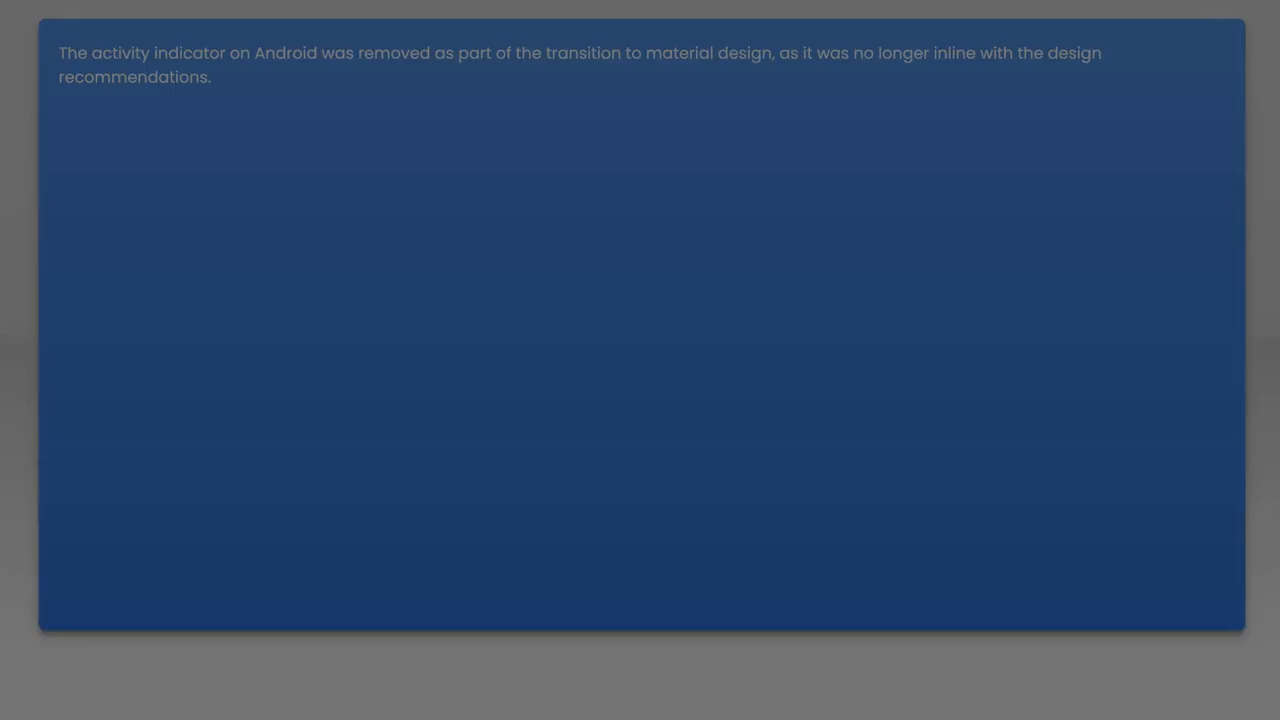 The activity indicator on Android was removed as part of the transition to material design, as it was no longer inline with the design
recommendations.